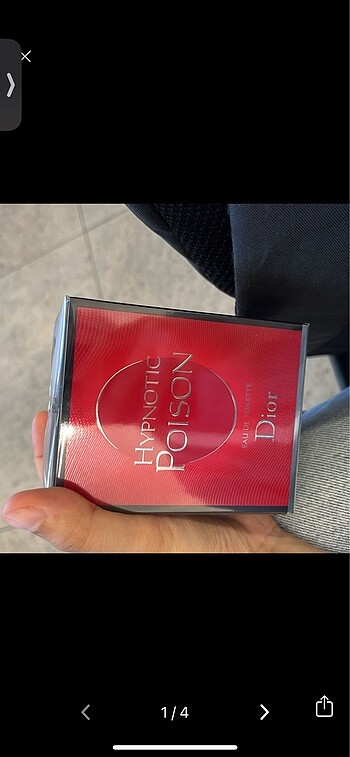 HYPNOTIC
POISON
EAU DE TOILETTE
Dior
1/4